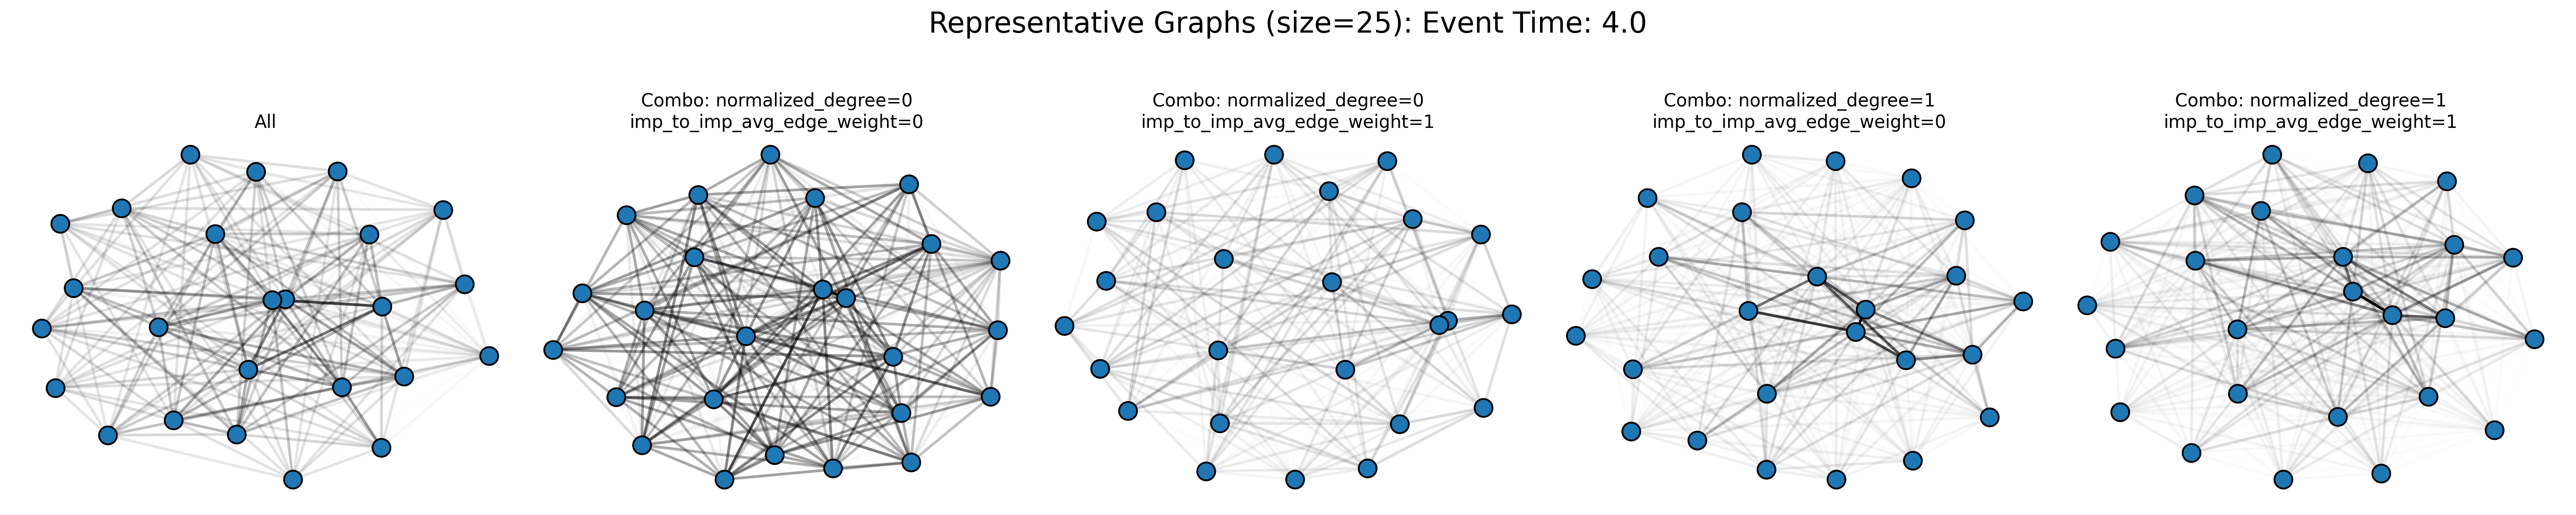 Representative Graphs (size=25): Event Time: 4.0
All
Combo: normalized_degree=0
imp_to_imp_avg_edge_weight=0
Combo: normalized_degree=0
imp_to_imp_avg_edge_weight=1
Combo: normalized_degree=1
imp_to_imp_avg_edge_weight=0
Combo: normalized_degree=1
imp_to_imp_avg_edge_weight=1